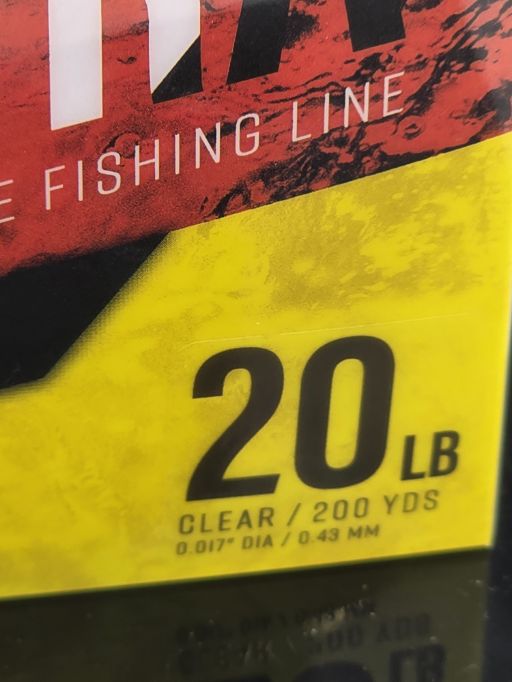 E FISHING LINE
20 LB
CLEAR / 200 YDS
0.017" DIA / 0.43 MM